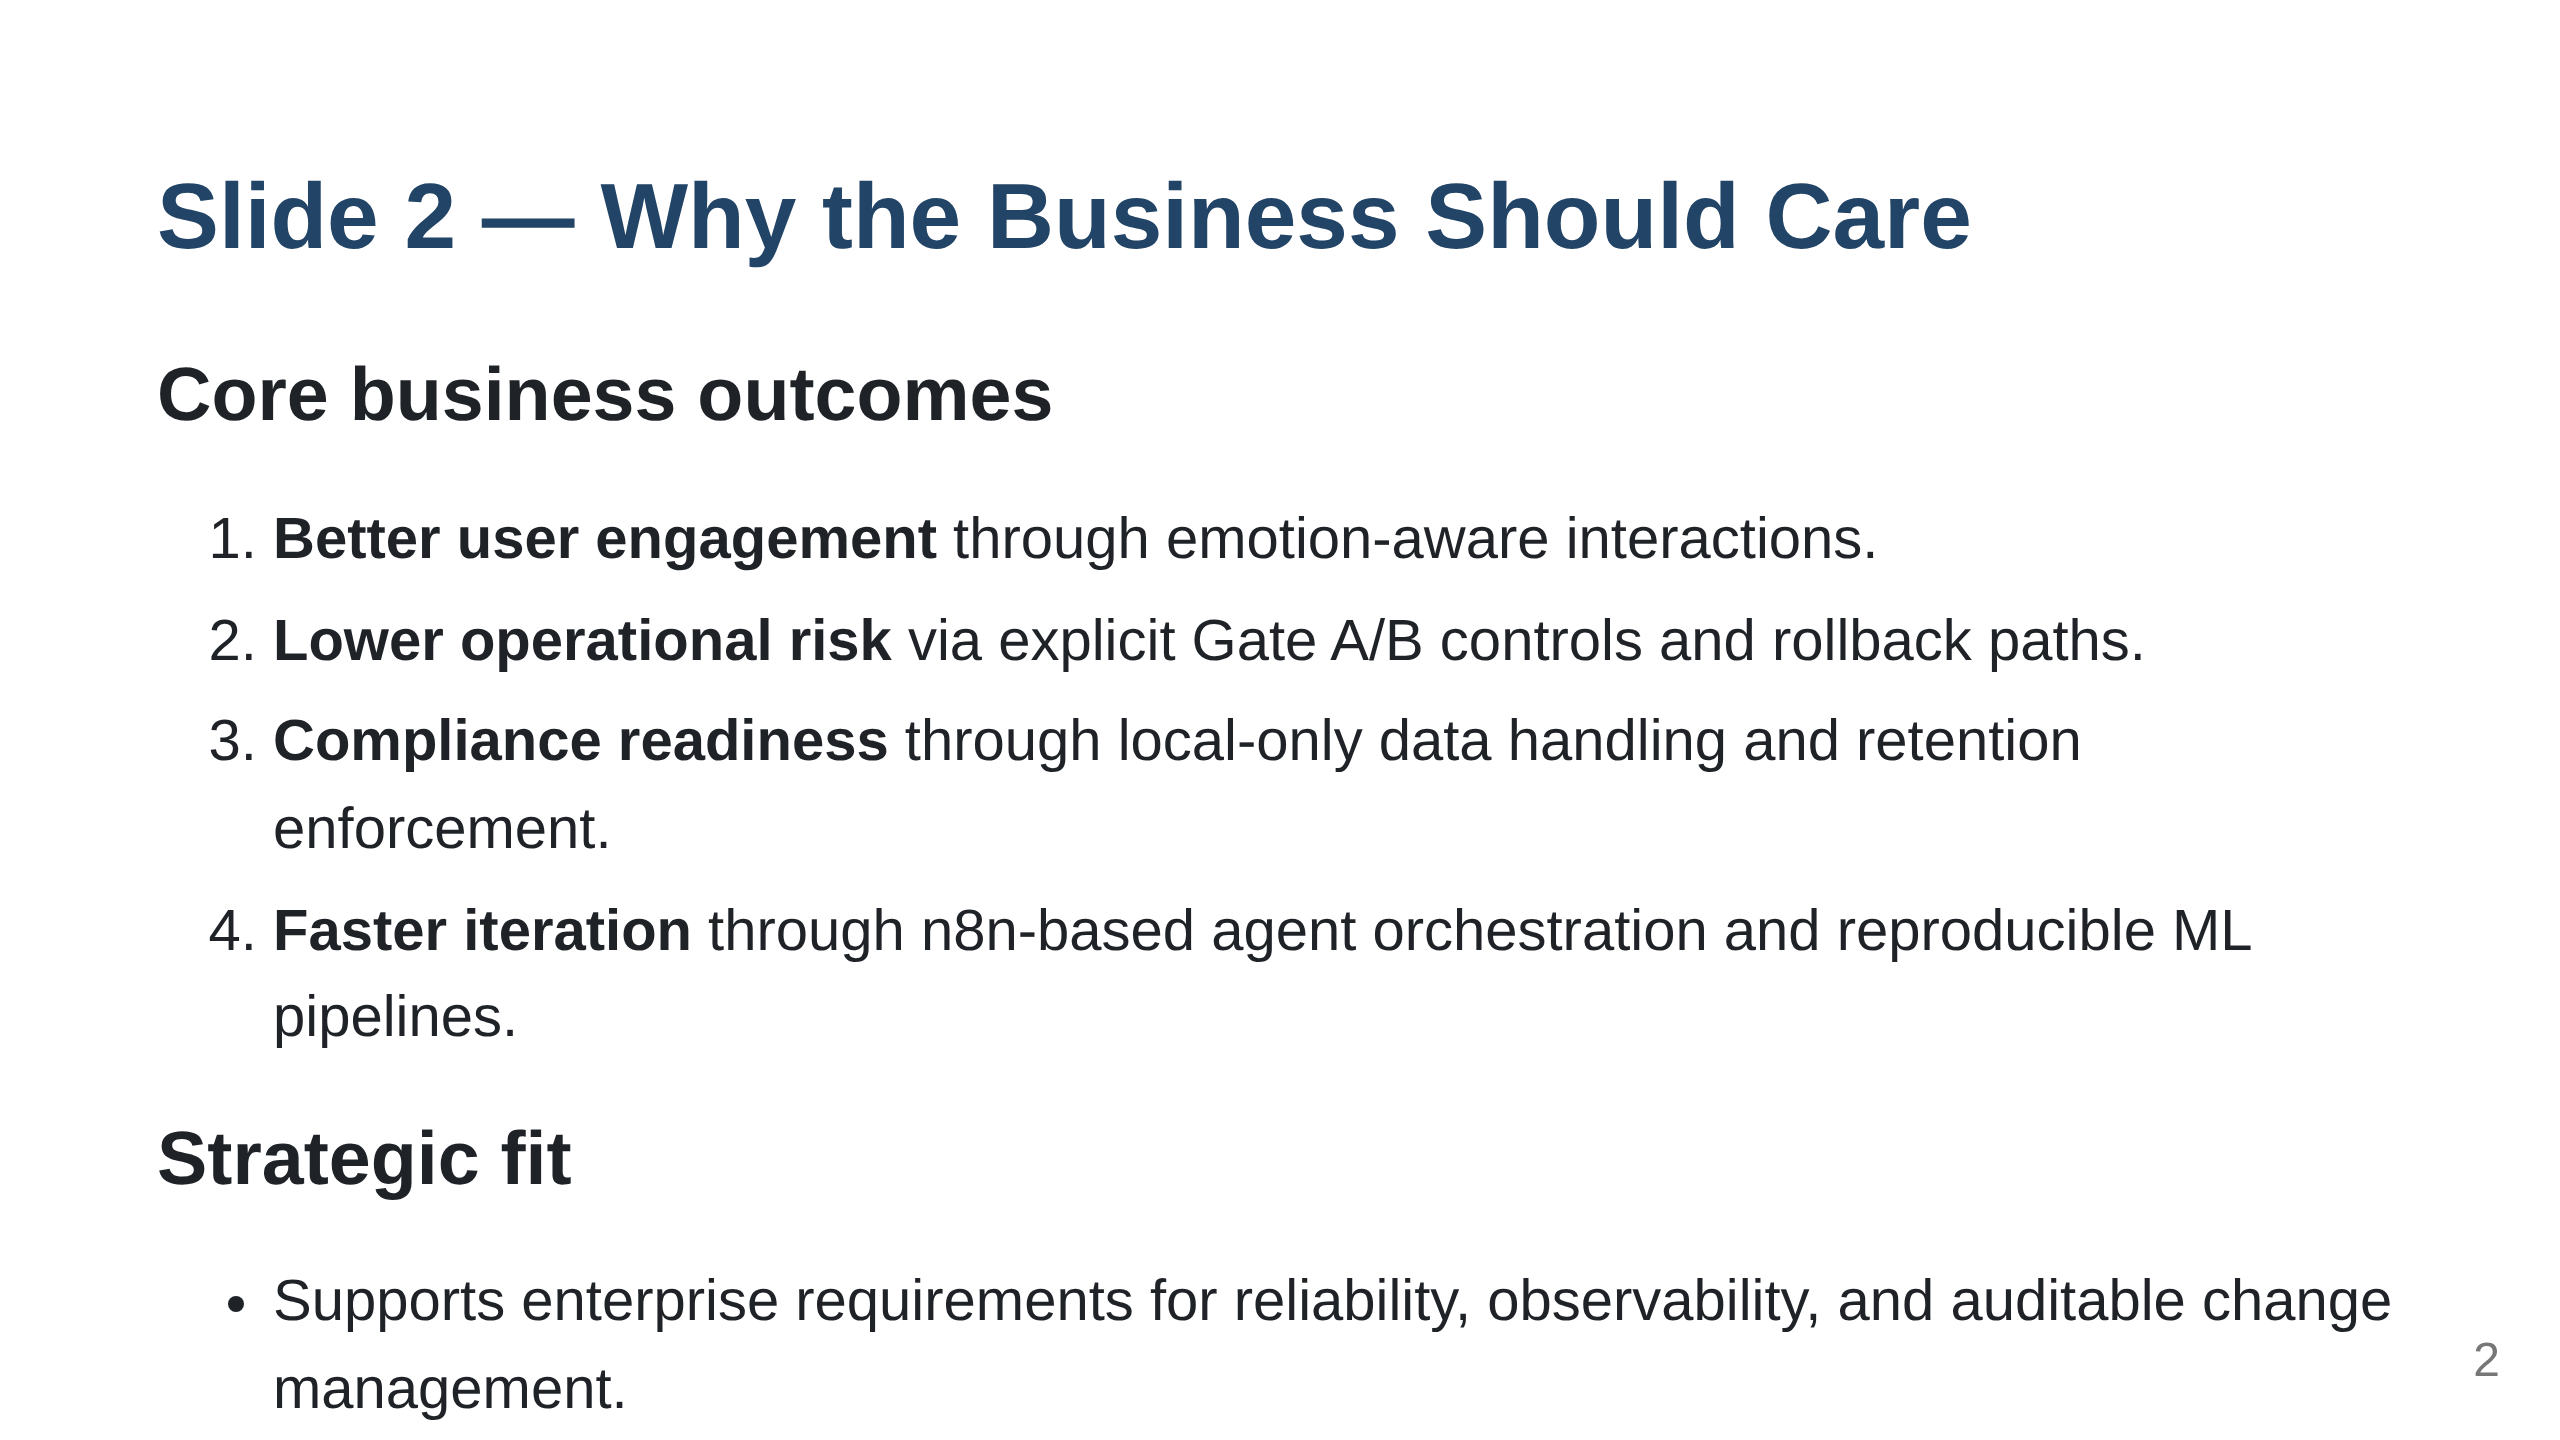 Slide 2 — Why the Business Should Care
Core business outcomes
1. Better user engagement through emotion-aware interactions.
2. Lower operational risk via explicit Gate A/B controls and rollback paths.
3. Compliance readiness through local-only data handling and retention
enforcement.
4. Faster iteration through n8n-based agent orchestration and reproducible ML
pipelines.
Strategic fit
• Supports enterprise requirements for reliability, observability, and auditable change
management.
2